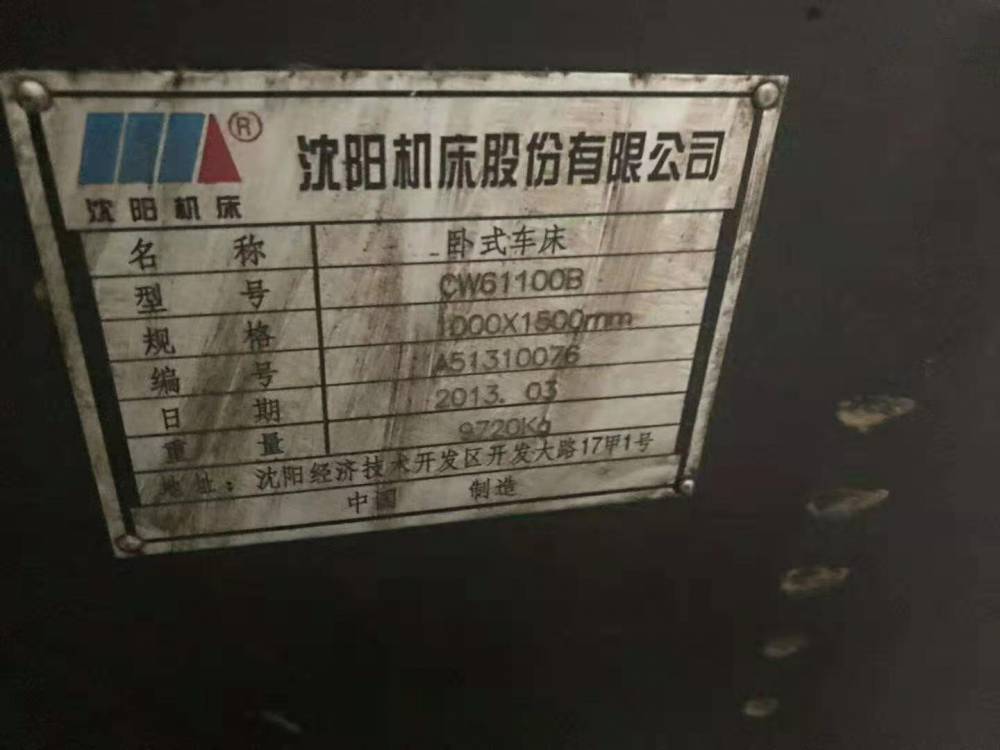 沈阳机床股份有限公司
®
沈阳机床
名称 卧式车床
型号 CW61100B
规格 1000X1500mm
编号 A51310076
日期 2013.03
重量 9720Kg
地址：沈阳经济技术开发区开发大路17甲1号
中国 制造